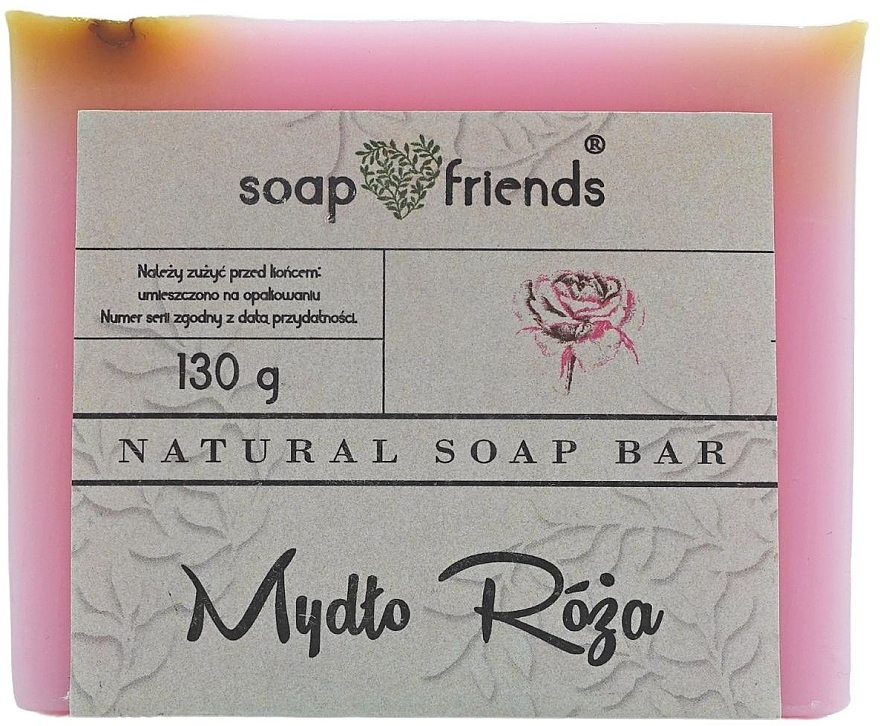 soap friends®
Należy zużyć przed końcem:
umieszczono na opakowaniu
Numer serii zgodny z datą przydatności.
130 g
NATURAL SOAP BAR
Mydło Róża